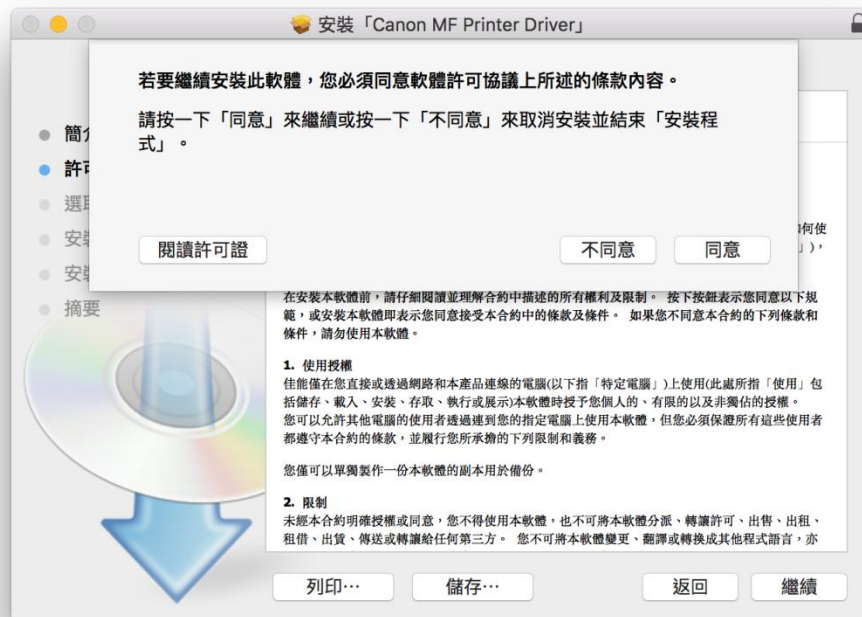 安裝「Canon MF Printer Driver」
若要繼續安裝此軟體，您必須同意軟體許可協議上所述的條款內容。
請按一下「同意」來繼續或按一下「不同意」來取消安裝並結束「安裝程
式」。
閱讀許可證
不同意
同意
簡介
許可
選取
安裝
安裝
摘要
何使
」)，
在安裝本軟體前，請仔細閱讀並理解合約中描述的所有權利及限制。 按下按鈕表示您同意以下規
範，或安裝本軟體即表示您同意接受本合約中的條款及條件。 如果您不同意本合約的下列條款和
條件，請勿使用本軟體。
1. 使用授權
佳能僅在您直接或透過網路和本產品連線的電腦(以下指「特定電腦」)上使用(此處所指「使用」包
括儲存、載入、安裝、存取、執行或展示)本軟體時授予您個人的、有限的以及非獨佔的授權。
您可以允許其他電腦的使用者透過連到您的指定電腦上使用本軟體，但您必須保證所有這些使用者
都遵守本合約的條款，並履行您所承擔的下列限制和義務。
您僅可以單獨製作一份本軟體的副本用於備份。
2. 限制
未經本合約明確授權或同意，您不得使用本軟體，也不可將本軟體分派、轉讓許可、出售、出租、
租借、出賃、傳送或轉讓給任何第三方。 您不可將本軟體變更、翻譯或轉換成其他程式語言，亦
列印…
儲存…
返回
繼續